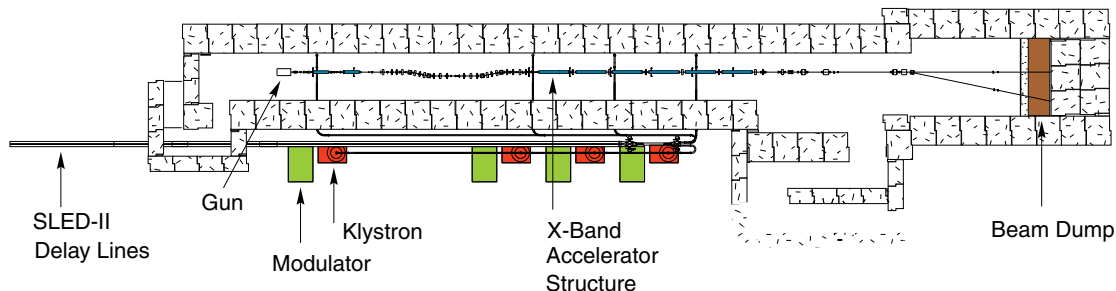 SLED-II
Delay Lines
Gun
Modulator
Klystron
X-Band
Accelerator
Structure
Beam Dump